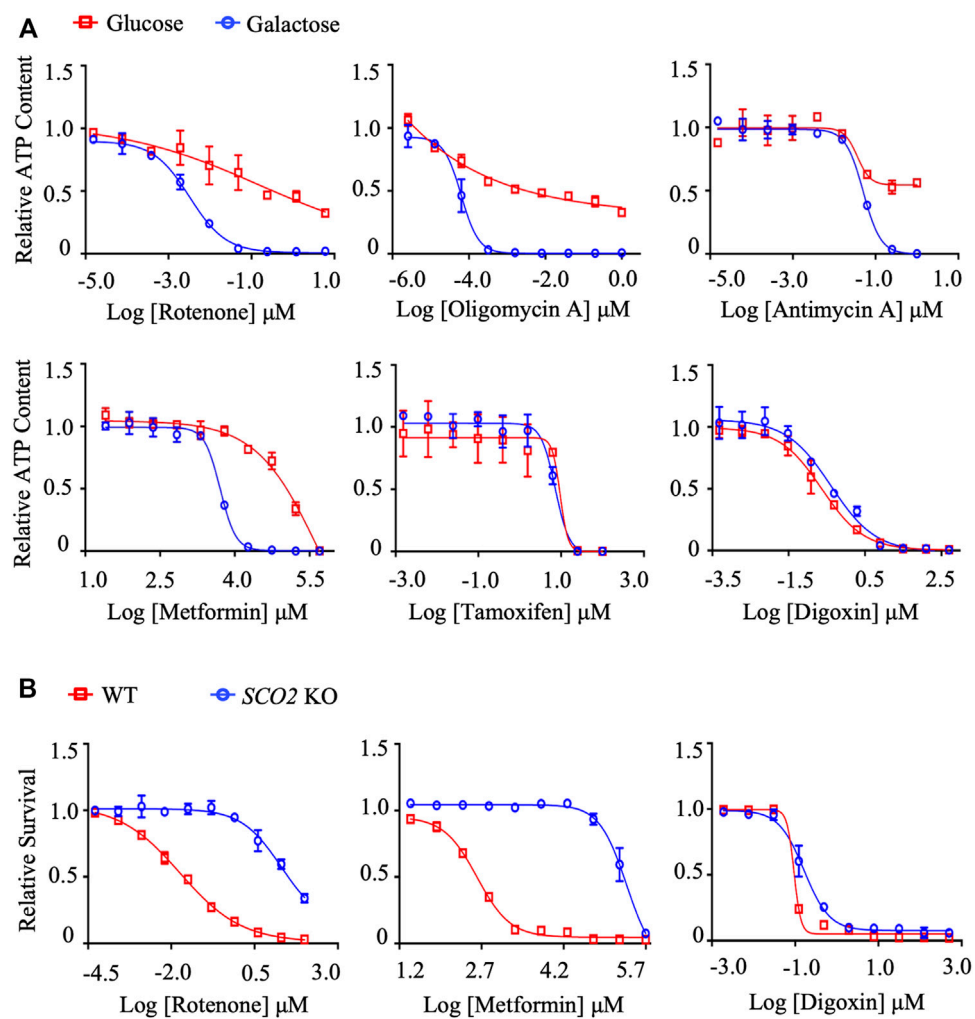 A
Glucose Galactose
Relative ATP Content
1.5 1.5 1.5
1.0 1.0 1.0
0.5 0.5 0.5
0 0 0
-5.0 -3.0 -1.0 1.0 -6.0 -4.0 -2.0 0.0 -5.0 -3.0 -1.0 1.0
Log [Rotenone] μM Log [Oligomycin A] μM Log [Antimycin A] μM
Relative ATP Content
1.5 1.5 1.5
1.0 1.0 1.0
0.5 0.5 0.5
0 0 0
1.0 2.5 4.0 5.5 -3.0 -1.0 1.0 3.0 -3.5 -1.5 0.5 2.5
Log [Metformin] μM Log [Tamoxifen] μM Log [Digoxin] μM
B
WT SCO2 KO
Relative Survival
1.5 1.5 1.5
1.0 1.0 1.0
0.5 0.5 0.5
0 0 0
-4.5 -2.0 0.5 3.0 1.2 2.7 4.2 5.7 -3.0 -1.0 1.0 3.0
Log [Rotenone] μM Log [Metformin] μM Log [Digoxin] μM